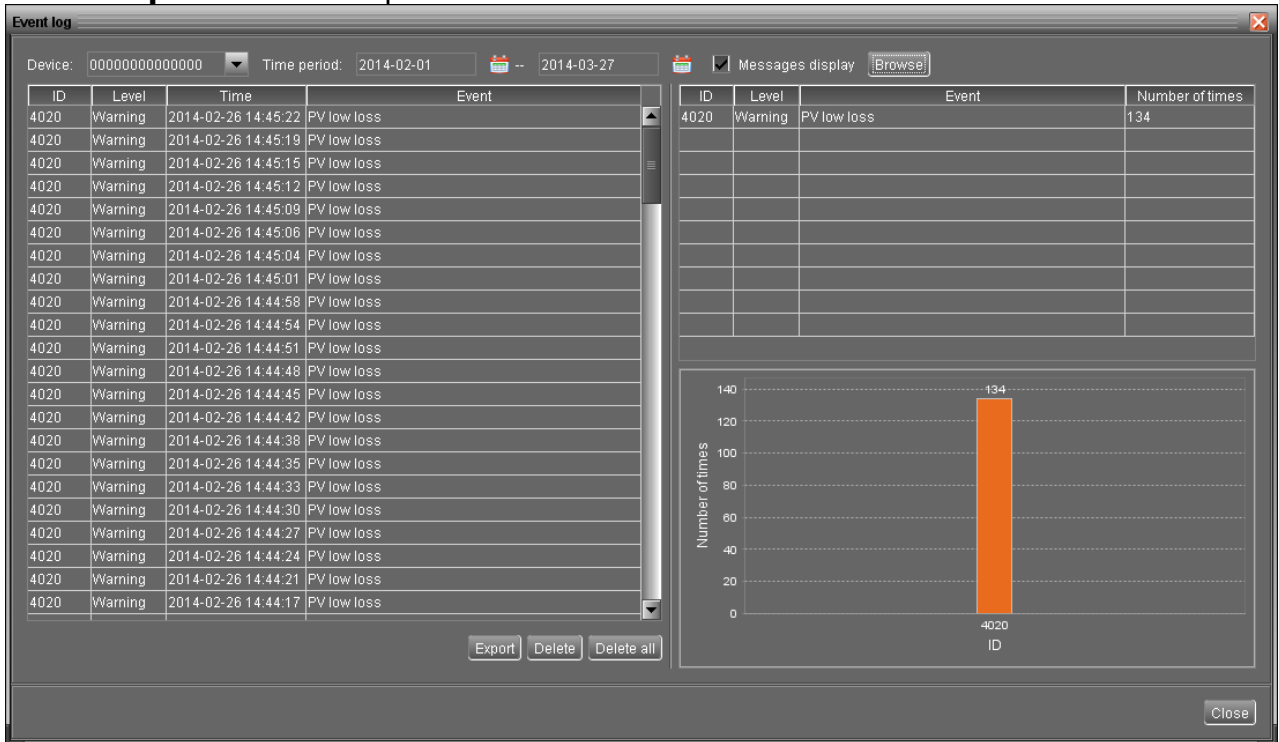 Event log
Device: 00000000000000 Time period: 2014-02-01 -- 2014-03-27 Messages display Browse
ID Level Time Event
4020 Warning 2014-02-26 14:45:22 PV low loss
4020 Warning 2014-02-26 14:45:19 PV low loss
4020 Warning 2014-02-26 14:45:15 PV low loss
4020 Warning 2014-02-26 14:45:12 PV low loss
4020 Warning 2014-02-26 14:45:09 PV low loss
4020 Warning 2014-02-26 14:45:06 PV low loss
4020 Warning 2014-02-26 14:45:04 PV low loss
4020 Warning 2014-02-26 14:45:01 PV low loss
4020 Warning 2014-02-26 14:44:58 PV low loss
4020 Warning 2014-02-26 14:44:54 PV low loss
4020 Warning 2014-02-26 14:44:51 PV low loss
4020 Warning 2014-02-26 14:44:48 PV low loss
4020 Warning 2014-02-26 14:44:45 PV low loss
4020 Warning 2014-02-26 14:44:42 PV low loss
4020 Warning 2014-02-26 14:44:38 PV low loss
4020 Warning 2014-02-26 14:44:35 PV low loss
4020 Warning 2014-02-26 14:44:33 PV low loss
4020 Warning 2014-02-26 14:44:30 PV low loss
4020 Warning 2014-02-26 14:44:27 PV low loss
4020 Warning 2014-02-26 14:44:24 PV low loss
4020 Warning 2014-02-26 14:44:21 PV low loss
4020 Warning 2014-02-26 14:44:17 PV low loss
Export Delete Delete all
ID Level Event Number of times
4020 Warning PV low loss 134
Number of times
140
120
100
80
60
40
20
0
134
4020
ID
Close